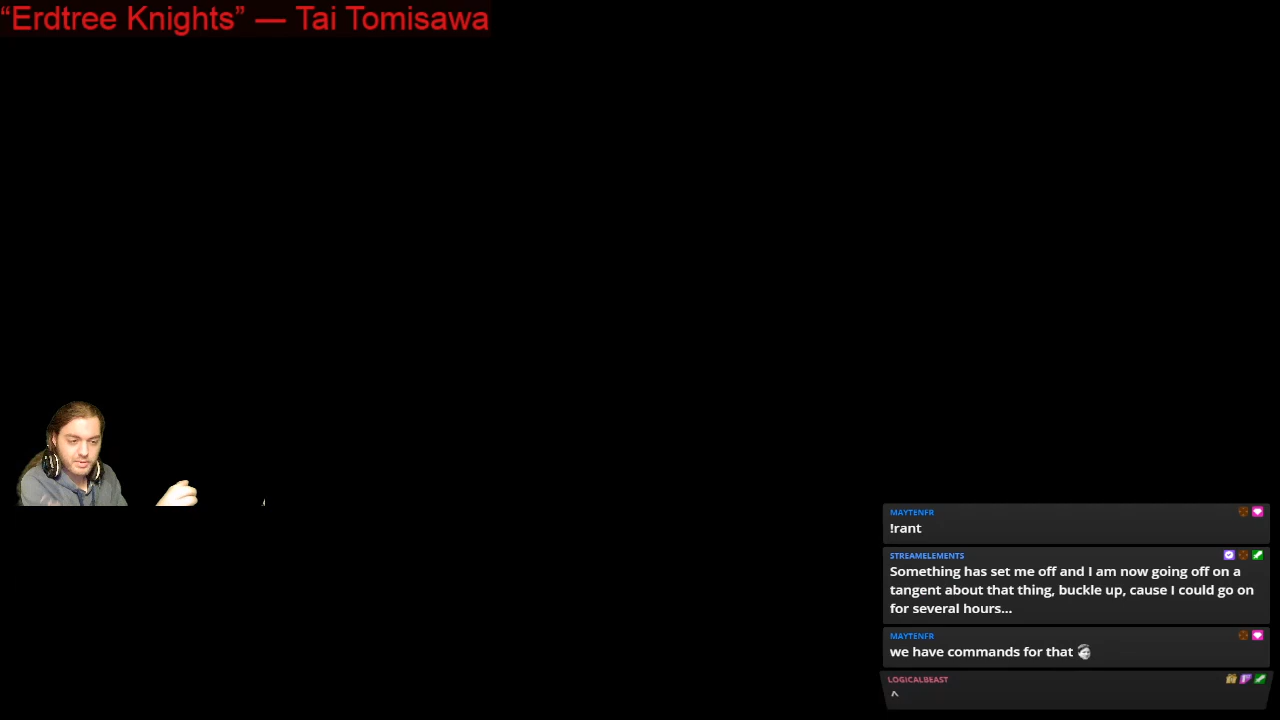 “Erdtree Knights” — Tai Tomisawa
MAYTENFR
!rant
STREAMELEMENTS
Something has set me off and I am now going off on a
tangent about that thing, buckle up, cause I could go on
for several hours...
MAYTENFR
we have commands for that
LOGICALBEAST
^